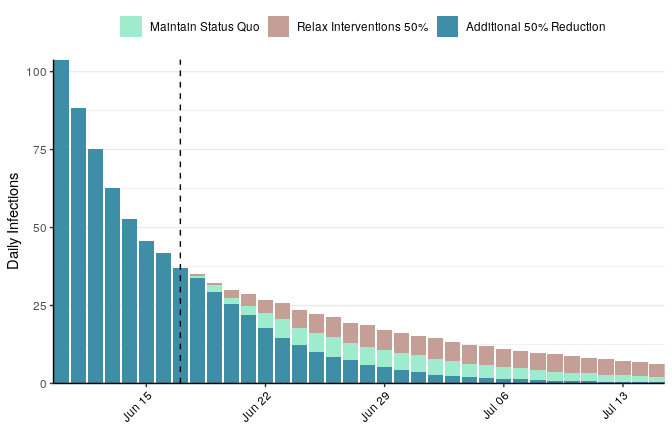 Maintain Status Quo Relax Interventions 50% Additional 50% Reduction
Daily Infections
100
75
50
25
0
Jun 15 Jun 22 Jun 29 Jul 06 Jul 13